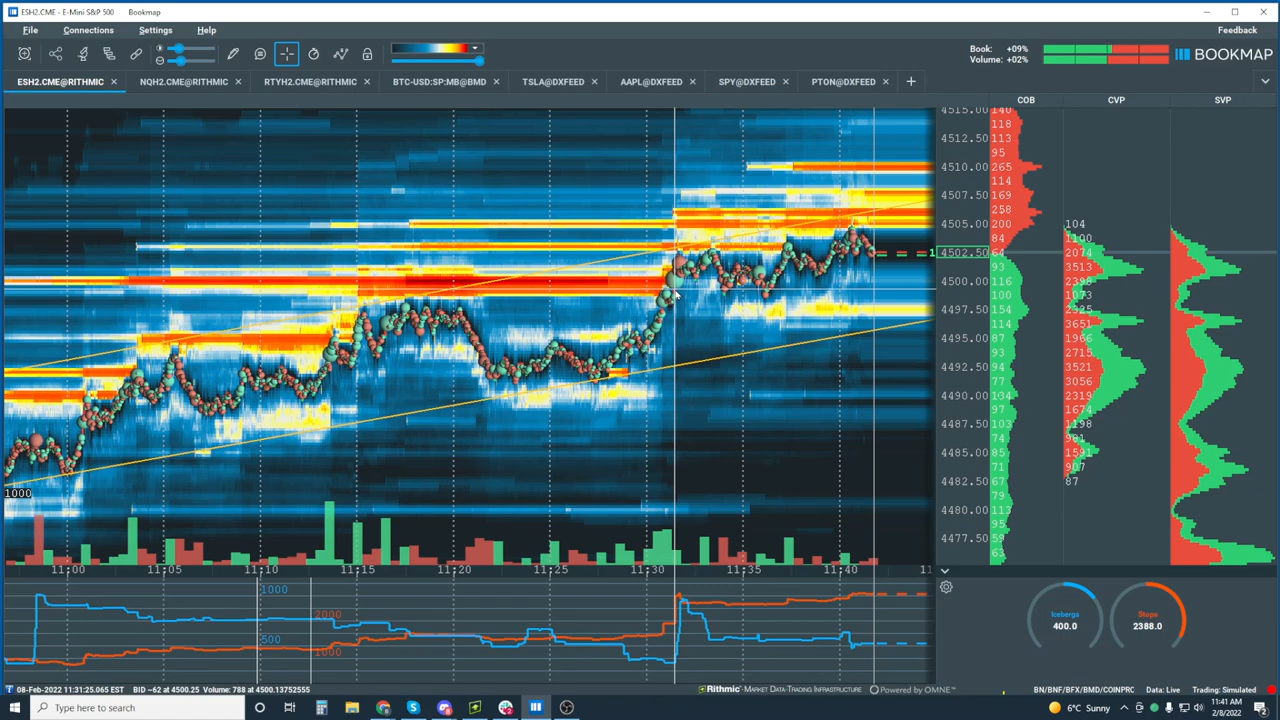 ESH2.CME - E-Mini S&P 500 Bookmap
File Connections Settings Help Feedback
Book: +09%
Volume: +02%
BOOKMAP
ESH2.CME@RITHMIC NQH2.CME@RITHMIC RTYH2.CME@RITHMIC BTC-USD:SP:MB@BMD TSLA@DXFEED AAPL@DXFEED SPY@DXFEED PTON@DXFEED
COB CVP SVP
4515.00 140
118
4512.50 113
95
4510.00 265
114
4507.50 169
258
4505.00 200 104
84 1100
1 4502.50 64 2074
93 3513
4500.00 116 2398
100 1073
4497.50 154 2325
114 3651
4495.00 87 1966
93 2715
4492.50 94 3521
77 3056
4490.00 104 2319
97 1674
4487.50 103 1198
74 901
4485.00 85 1591
71 907
4482.50 67 87
79
4480.00 113
95
4477.50 59
63
1000
11:00 11:05 11:10 11:15 11:20 11:25 11:30 11:35 11:40 11
1000
2000
500
1000
Icebergs
400.0
Stops
2388.0
08-Feb-2022 11:31:25.065 EST BID ~62 at 4500.25 Volume: 788 at 4500.13752555
Rithmic - MARKET DATA-TRADING INFRASTRUCTURE Powered by OMNE™
BN/BNF/BFX/BMD/COINPRC Data: Live Trading: Simulated
Type here to search
6°C Sunny
11:41 AM
2/8/2022
2